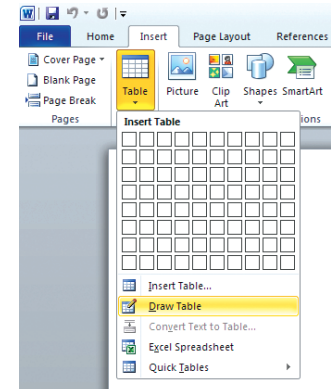 File Home Insert Page Layout References
Cover Page
Blank Page
Page Break
Pages
Table
Picture
Clip Art
Shapes
SmartArt
ions
Insert Table
Insert Table...
Draw Table
Convert Text to Table...
Excel Spreadsheet
Quick Tables